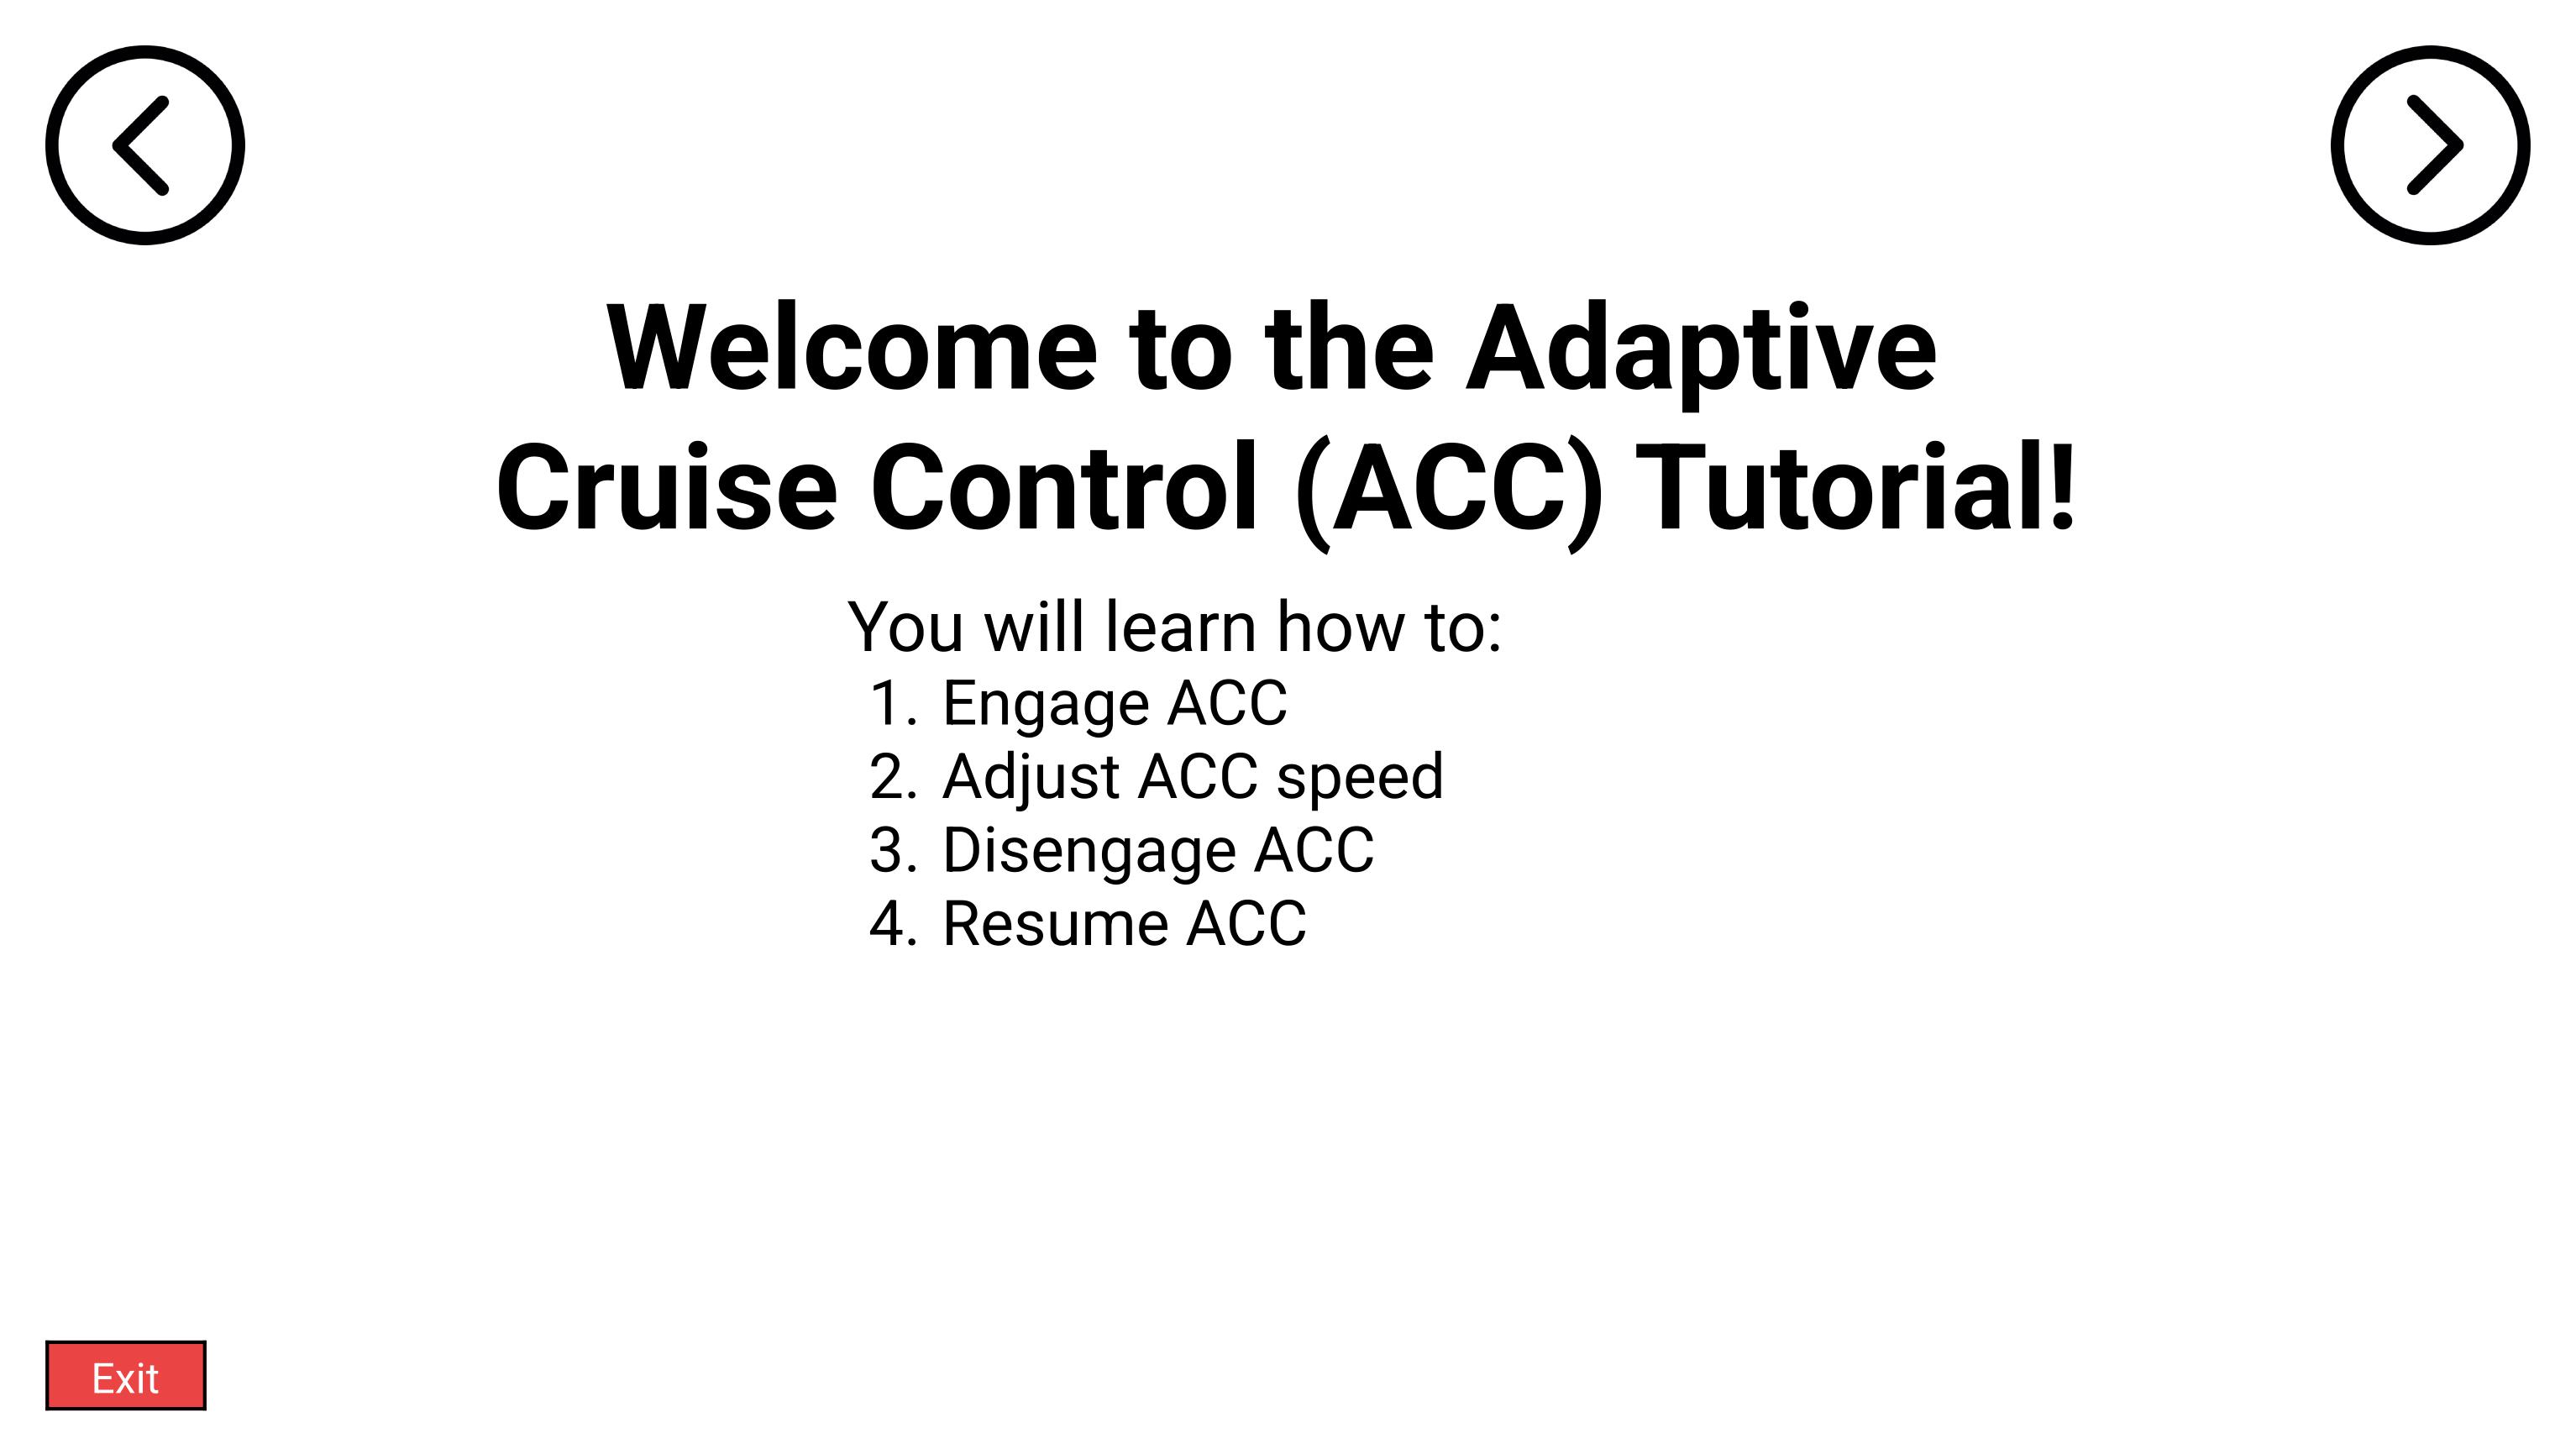 Welcome to the Adaptive
Cruise Control (ACC) Tutorial!
You will learn how to:
1. Engage ACC
2. Adjust ACC speed
3. Disengage ACC
4. Resume ACC
Exit